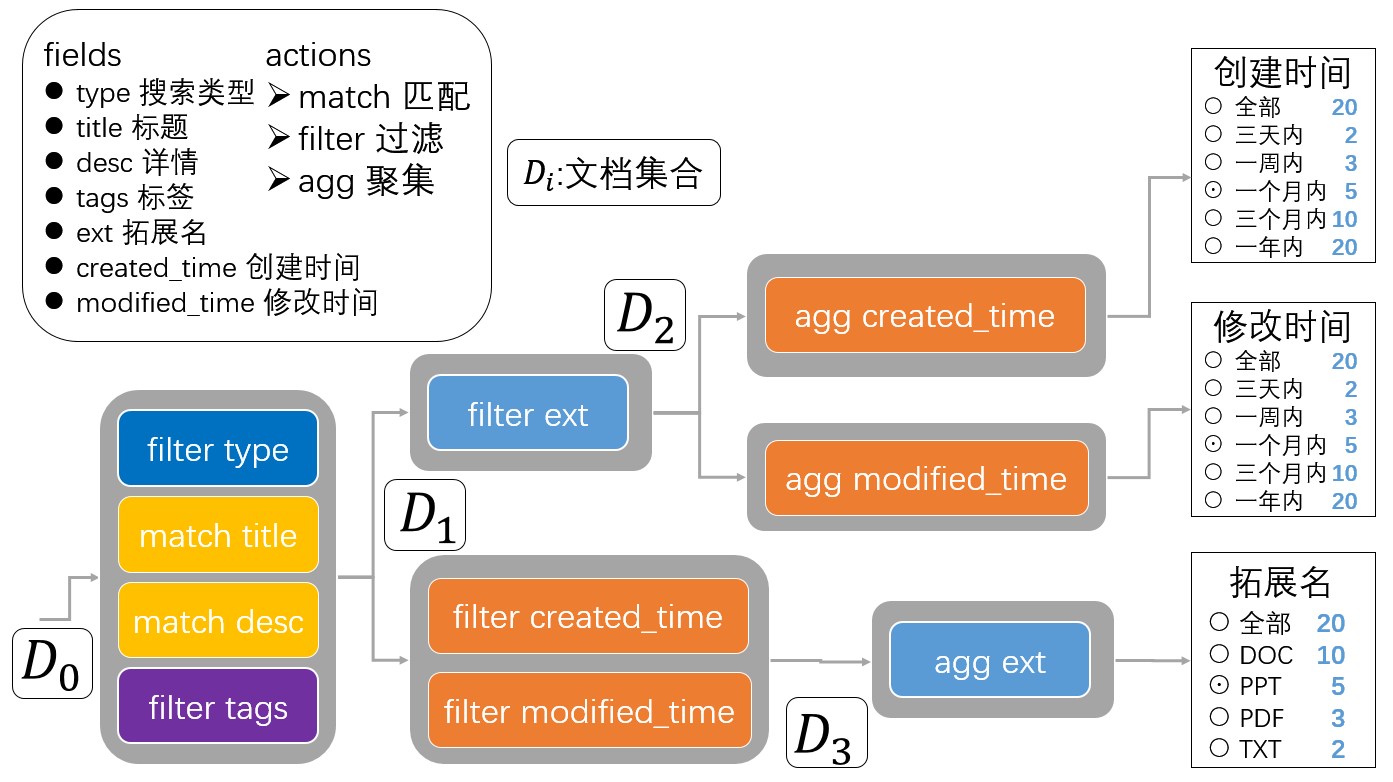 fields
type 搜索类型
title 标题
desc 详情
tags 标签
ext 拓展名
created_time 创建时间
modified_time 修改时间
actions
match 匹配
filter 过滤
agg 聚集
Dᵢ:文档集合
D₀
filter type
match title
match desc
filter tags
D₁
filter ext
D₂
agg created_time
agg modified_time
filter created_time
filter modified_time
D₃
agg ext
创建时间
全部 20
三天内 2
一周内 3
一个月内 5
三个月内 10
一年内 20
修改时间
全部 20
三天内 2
一周内 3
一个月内 5
三个月内 10
一年内 20
拓展名
全部 20
DOC 10
PPT 5
PDF 3
TXT 2